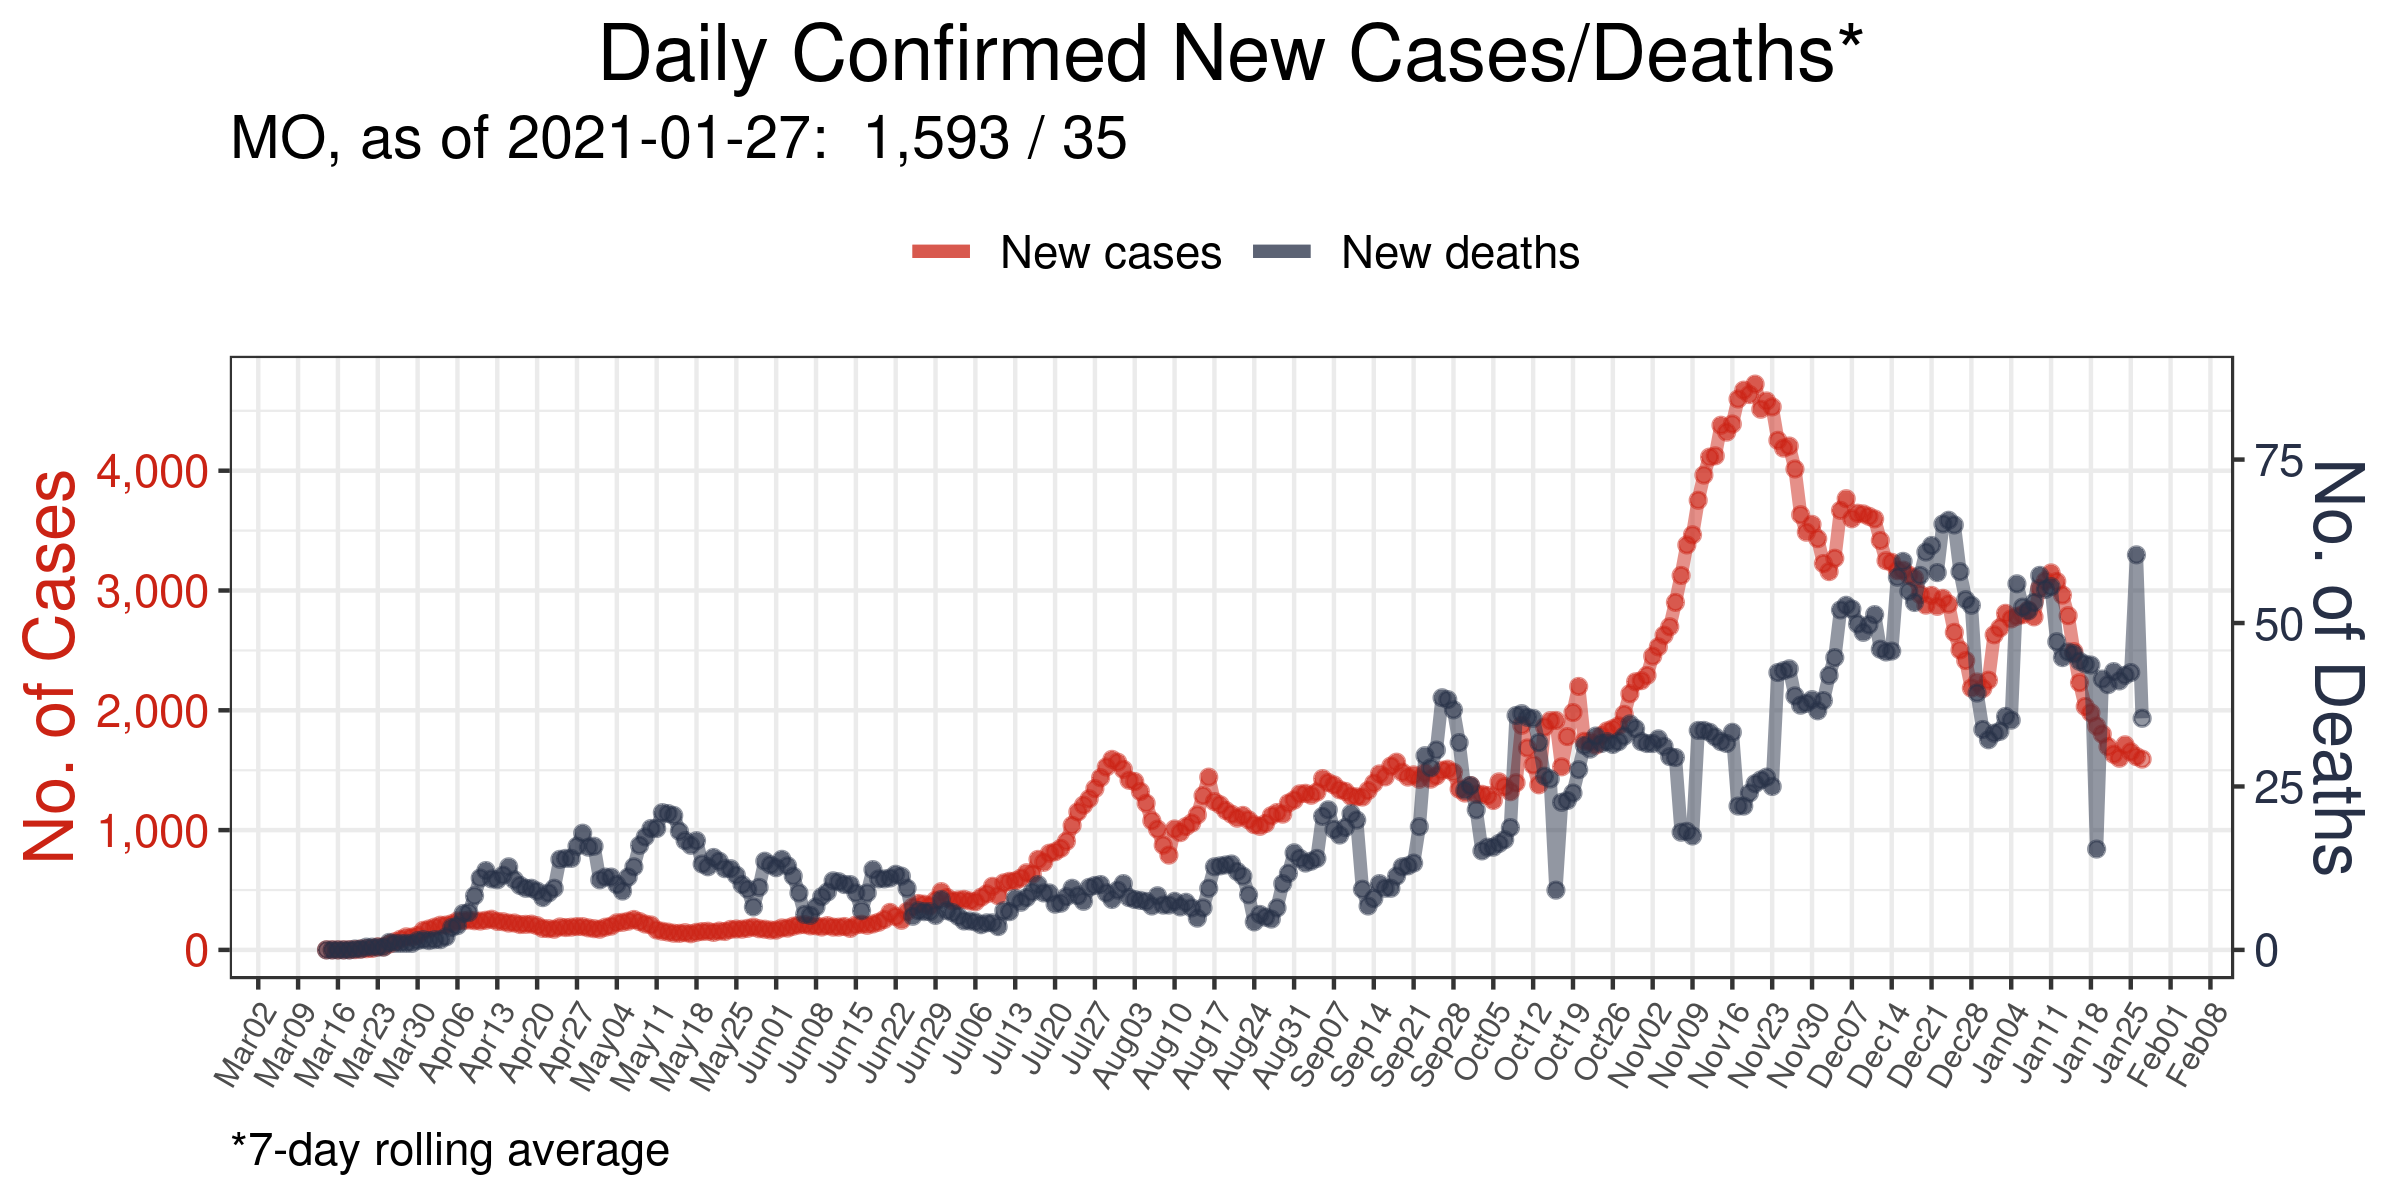 Daily Confirmed New Cases/Deaths*
MO, as of 2021-01-27:  1,593 / 35
New cases
New deaths
No. of Cases
4,000
3,000
2,000
1,000
0
75
50
25
0
No. of Deaths
Mar02
Mar09
Mar16
Mar23
Mar30
Apr06
Apr13
Apr20
Apr27
May04
May11
May18
May25
Jun01
Jun08
Jun15
Jun22
Jun29
Jul06
Jul13
Jul20
Jul27
Aug03
Aug10
Aug17
Aug24
Aug31
Sep07
Sep14
Sep21
Sep28
Oct05
Oct12
Oct19
Oct26
Nov02
Nov09
Nov16
Nov23
Nov30
Dec07
Dec14
Dec21
Dec28
Jan04
Jan11
Jan18
Jan25
Feb01
Feb08
*7-day rolling average